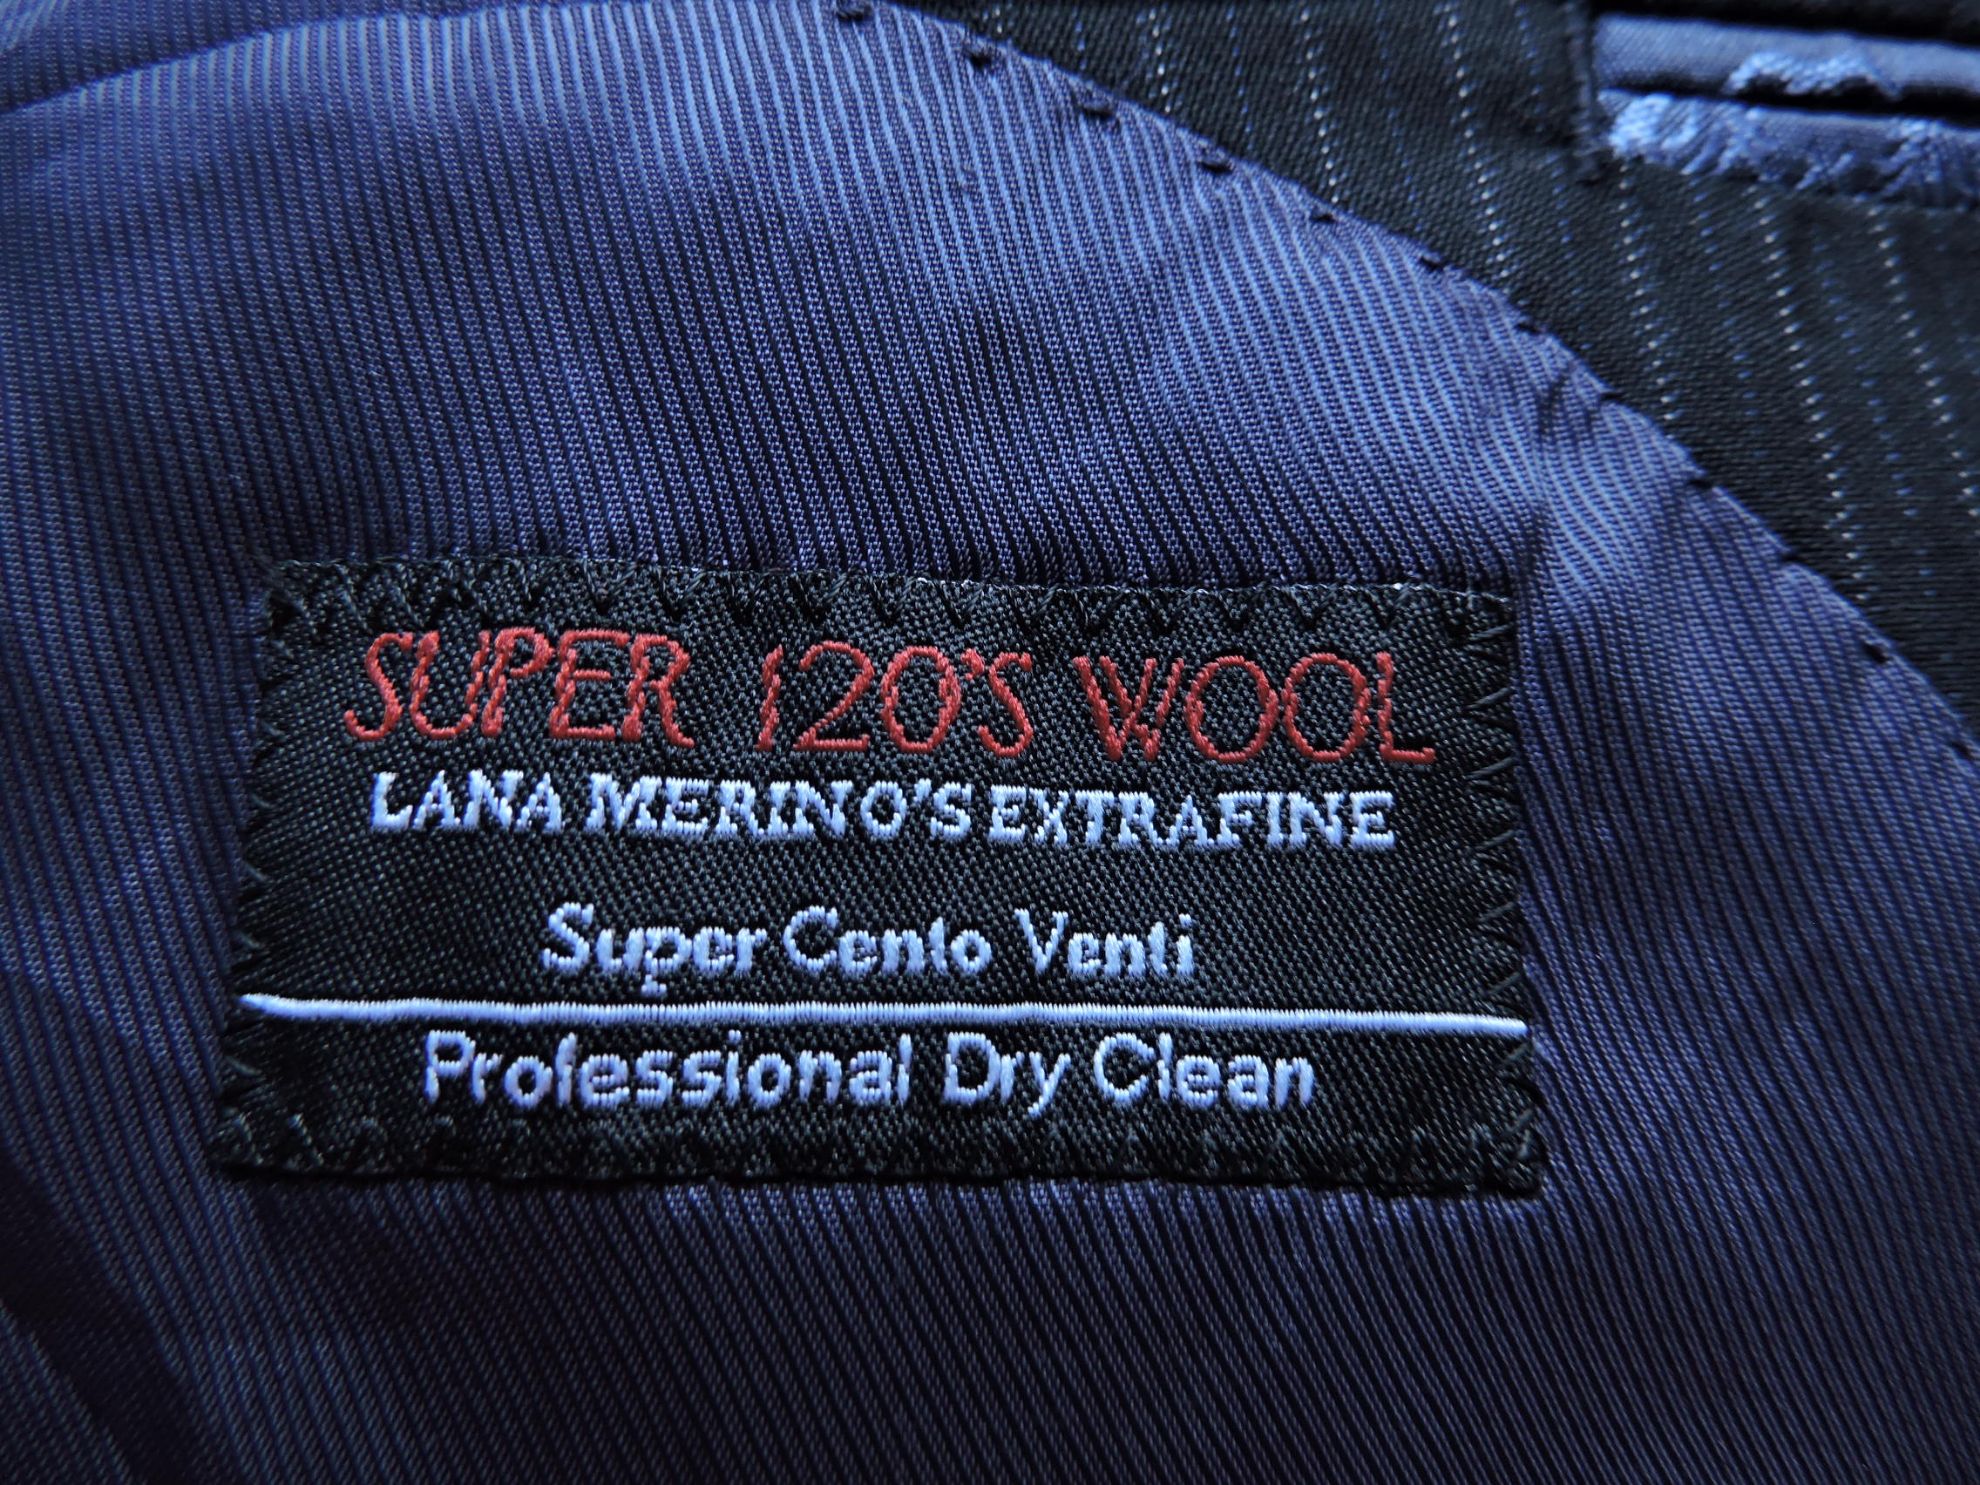 SUPER 120'S WOOL
LANA MERINO'S EXTRAFINE
Super Cento Venti
Professional Dry Clean